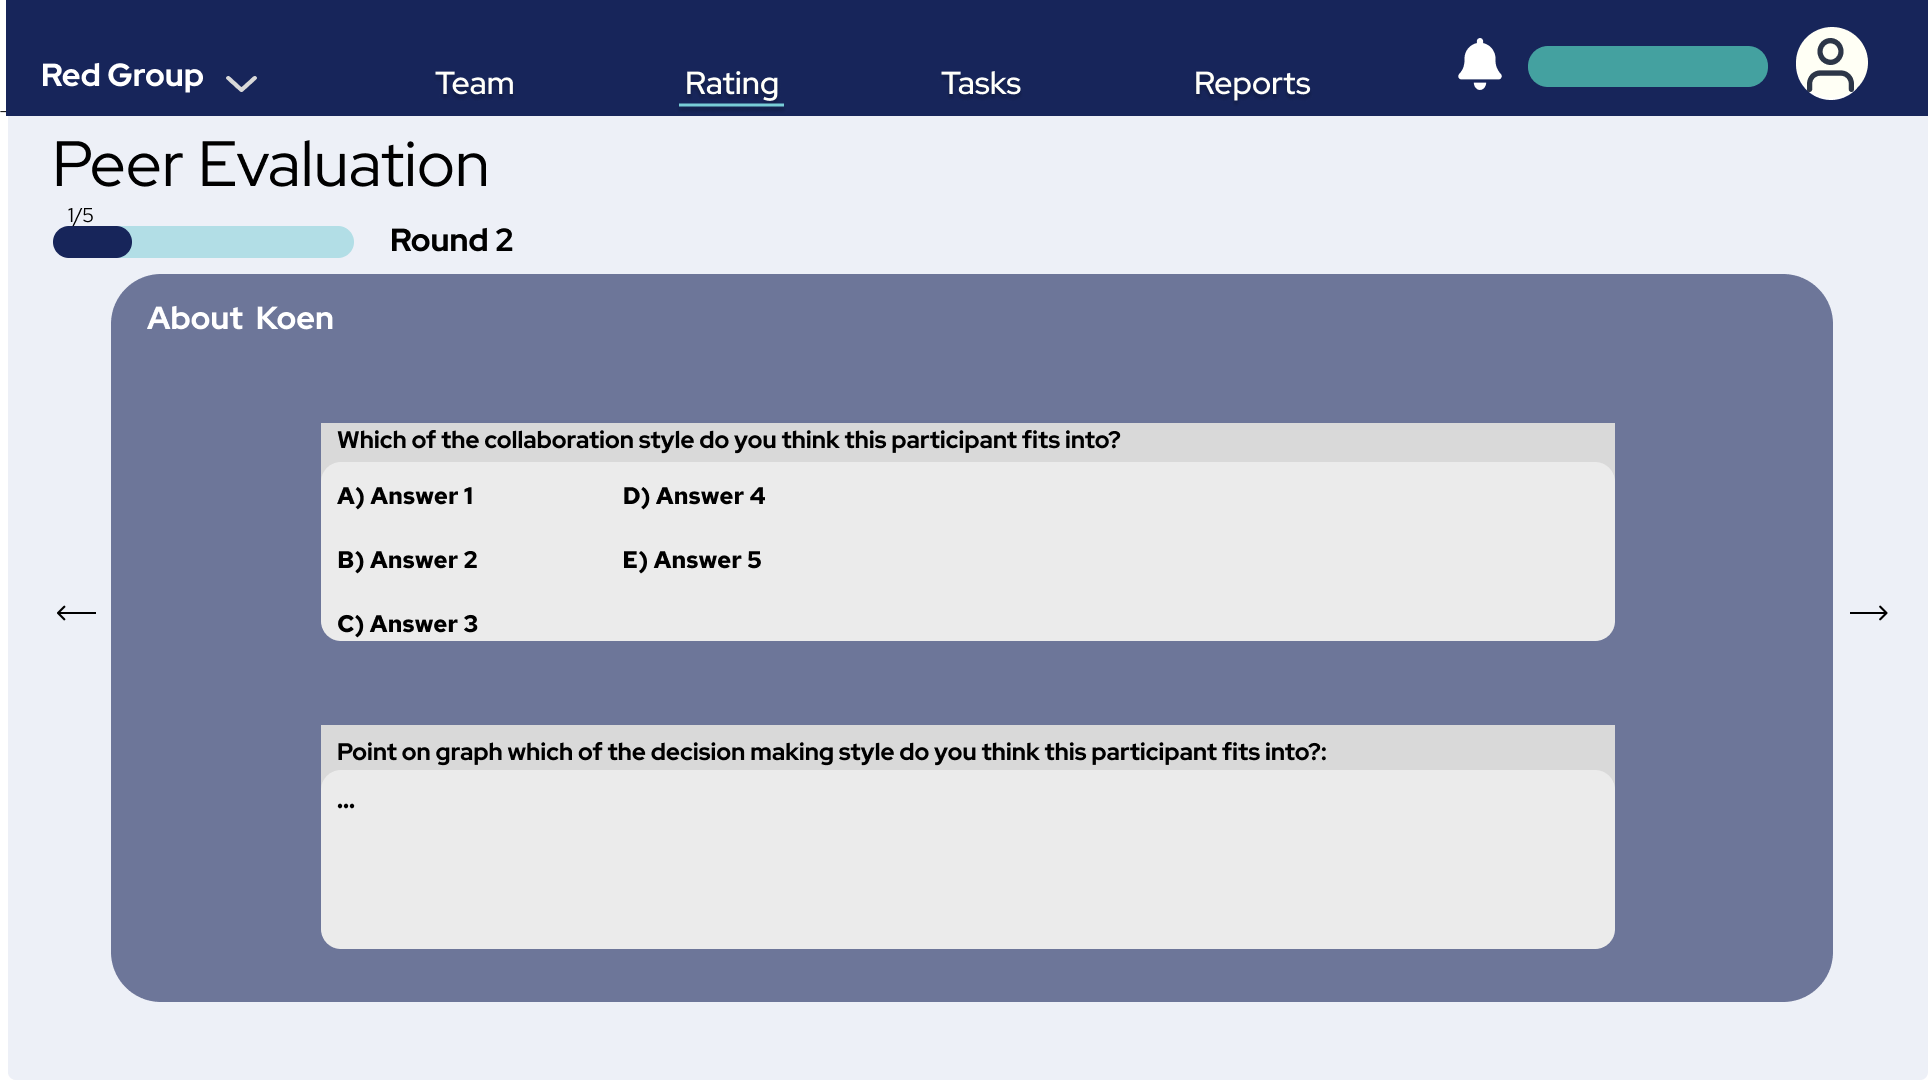 Red Group
Team
Rating
Tasks
Reports
Peer Evaluation
1/5
Round 2
About Koen
Which of the collaboration style do you think this participant fits into?
A) Answer 1
D) Answer 4
B) Answer 2
E) Answer 5
C) Answer 3
Point on graph which of the decision making style do you think this participant fits into?:
...